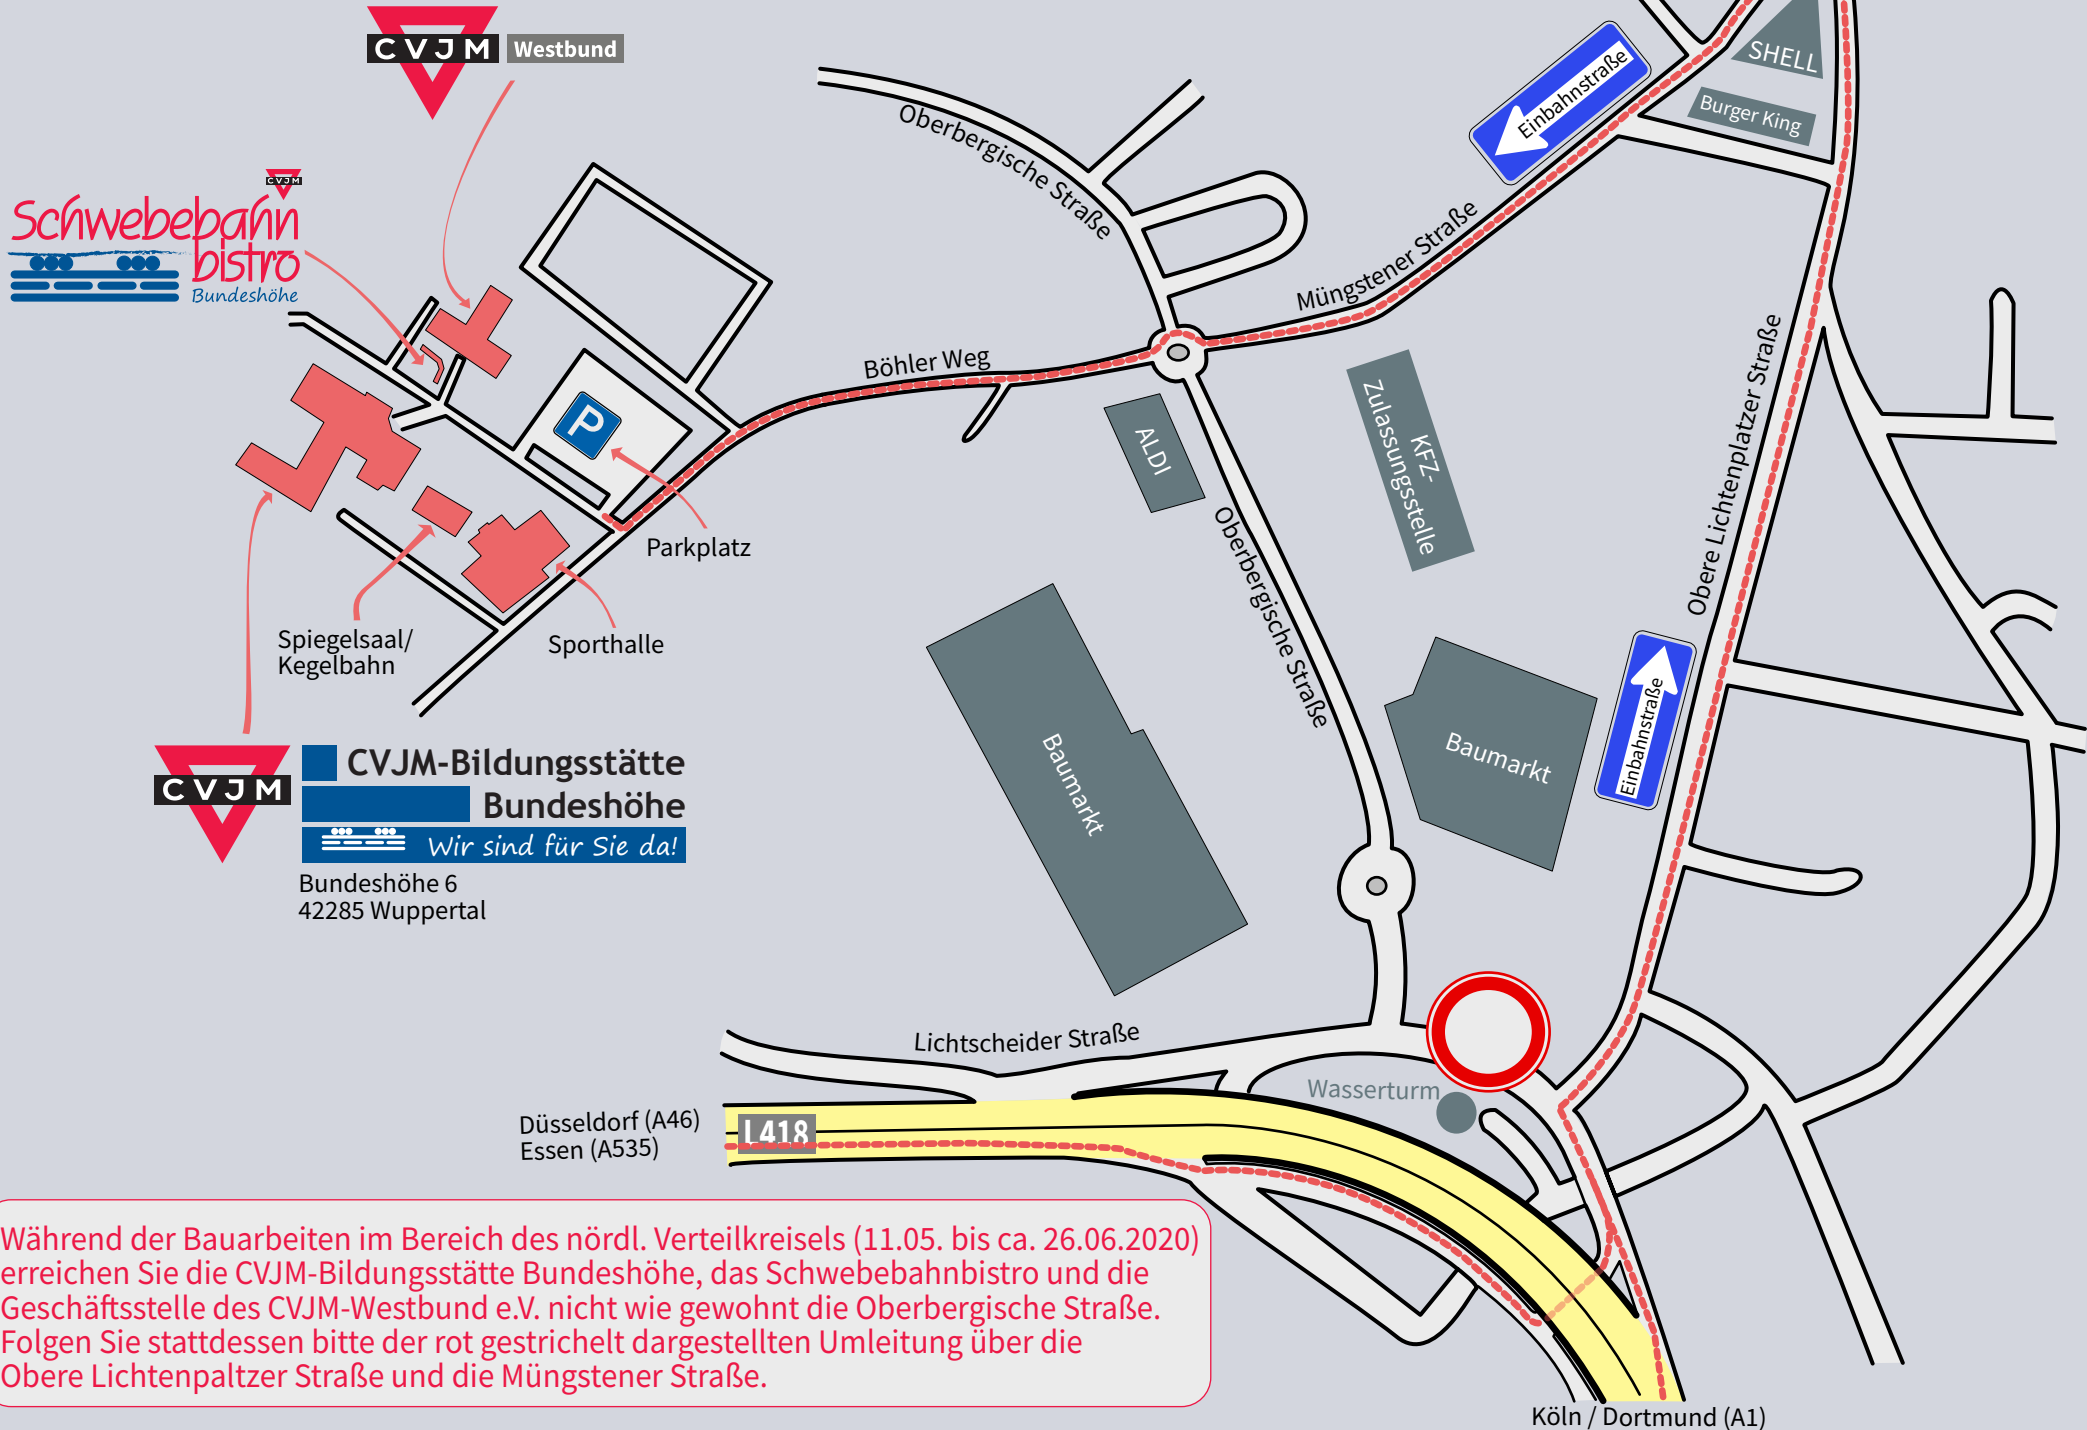 CVJM Westbund
SHELL
Burger King
Einbahnstraße
Oberbergische Straße
CVJM
Schwebebahn
bistro
Bundeshöhe
Müngstener Straße
Böhler Weg
P
ALDI
KFZ-
Zulassungsstelle
Obere Lichtenplatzer Straße
Oberbergische Straße
Parkplatz
Spiegelsaal/
Kegelbahn
Sporthalle
Einbahnstraße
Baumarkt
Baumarkt
CVJM
CVJM-Bildungsstätte
Bundeshöhe
Wir sind für Sie da!
Bundeshöhe 6
42285 Wuppertal
Lichtscheider Straße
Wasserturm
Düsseldorf (A46)
Essen (A535)
L418
Während der Bauarbeiten im Bereich des nördl. Verteilkreisels (11.05. bis ca. 26.06.2020)
erreichen Sie die CVJM-Bildungsstätte Bundeshöhe, das Schwebebahnbistro und die
Geschäftsstelle des CVJM-Westbund e.V. nicht wie gewohnt die Oberbergische Straße.
Folgen Sie stattdessen bitte der rot gestrichelt dargestellten Umleitung über die
Obere Lichtenpaltzer Straße und die Müngstener Straße.
Köln / Dortmund (A1)